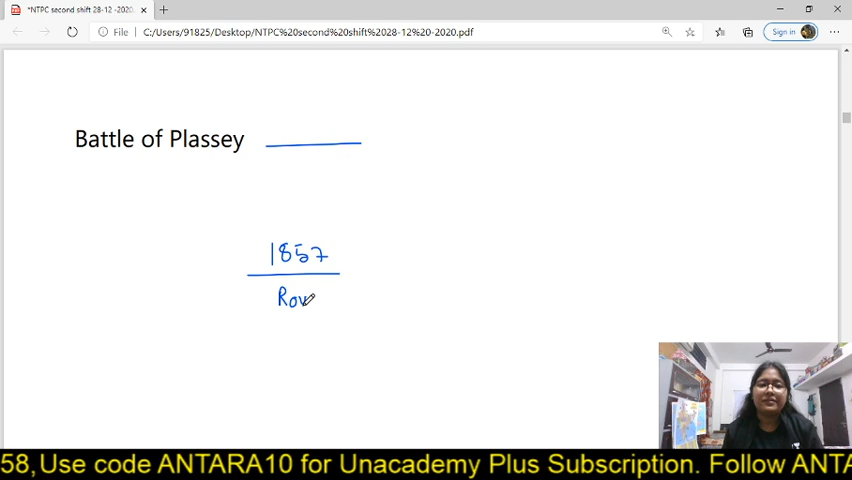 *NTPC second shift 28-12 -2020-
File
C:/Users/91825/Desktop/NTPC%20second%20shift%2028-12%20-2020.pdf
Sign in
Battle of Plassey
1857
Rov
58,Use code ANTARA10 for Unacademy Plus Subscription. Follow ANTA